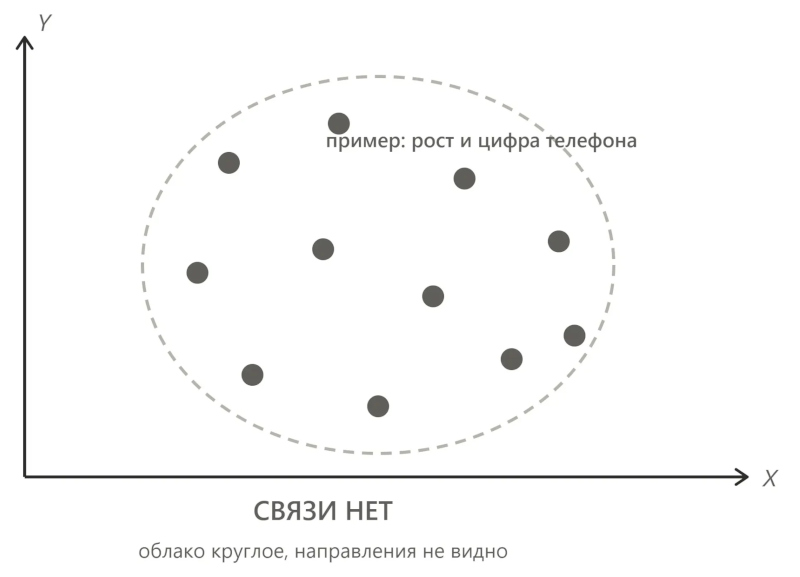 Y
пример: рост и цифра телефона
X
СВЯЗИ НЕТ
облако круглое, направления не видно